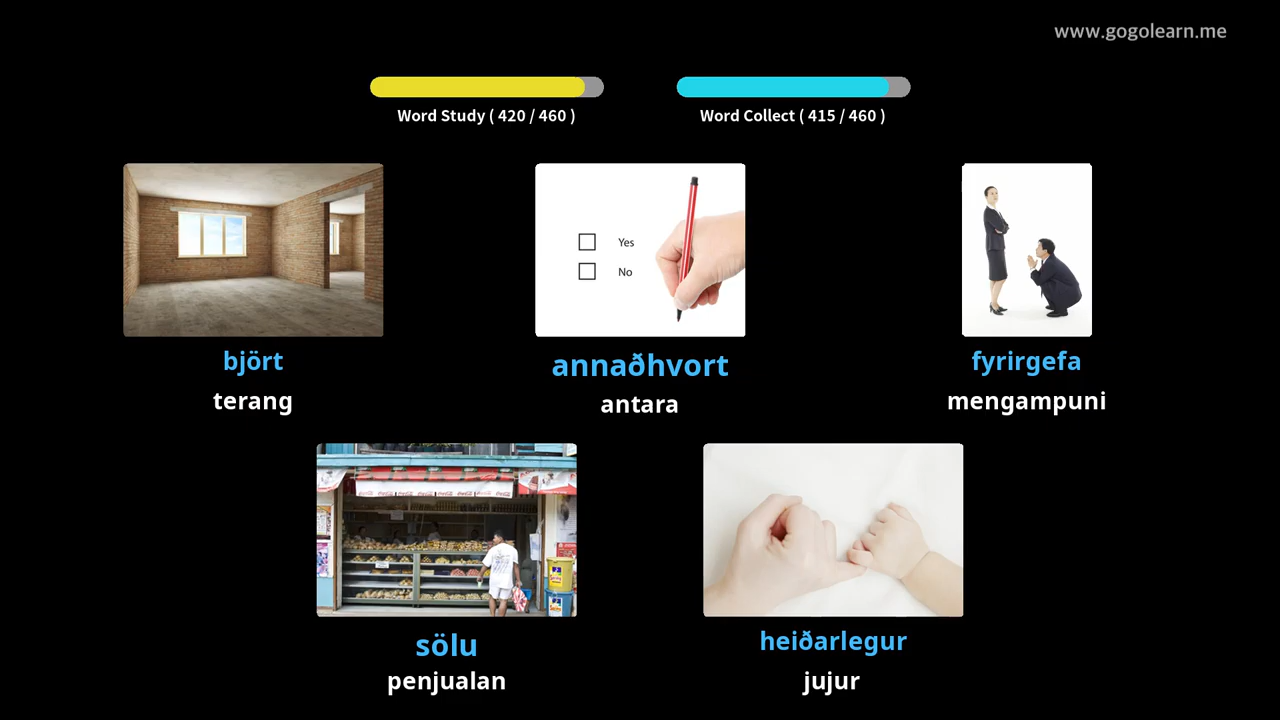 www.gogolearn.me
Word Study ( 420 / 460 )
Word Collect ( 415 / 460 )
Yes
No
björt
terang
annaðhvort
antara
fyrirgefa
mengampuni
sölu
penjualan
heiðarlegur
jujur